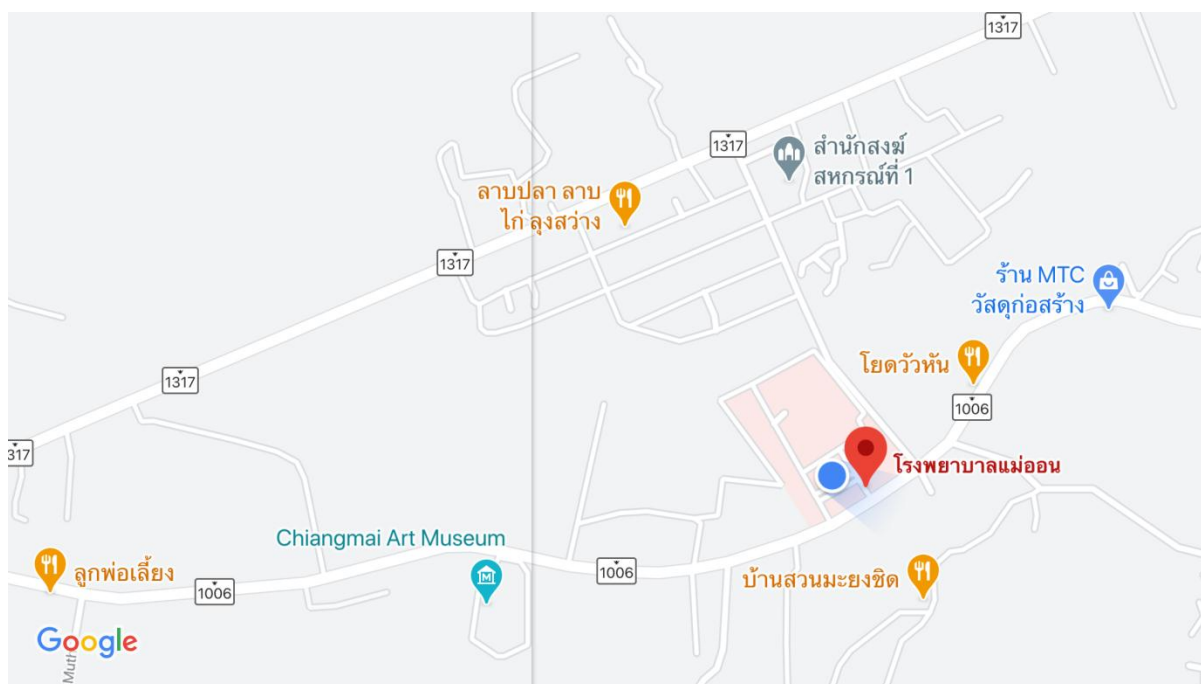 1317
1317
สำนักสงฆ์
สหกรณ์ที่ 1
ลาบปลา ลาบ
ไก่ ลุงสว่าง
1317
ร้าน MTC
วัสดุก่อสร้าง
โยดวัวหัน
1317
1006
317
โรงพยาบาลแม่ออน
Chiangmai Art Museum
ลูกพ่อเลี้ยง
1006
1006
บ้านสวนมะยงชิด
Google
Muth